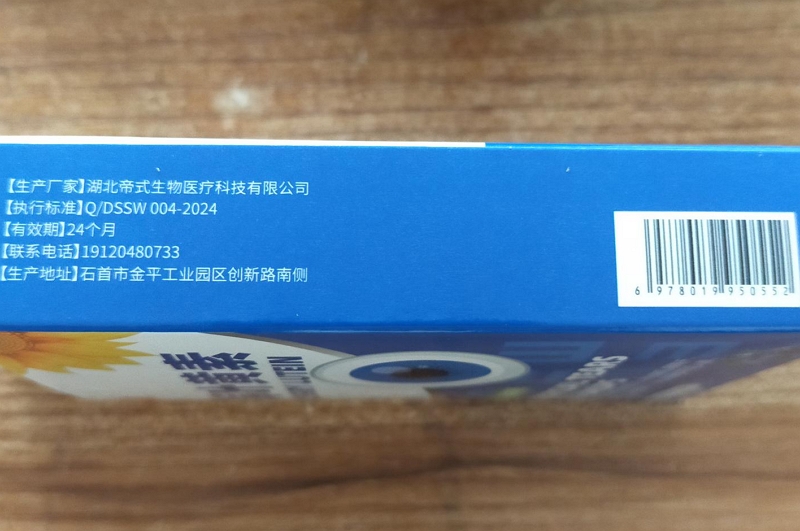 【生产厂家】湖北帝式生物医疗科技有限公司
【执行标准】Q/DSSW 004-2024
【有效期】24个月
【联系电话】19120480733
【生产地址】石首市金平工业园区创新路南侧
6 978019 950552